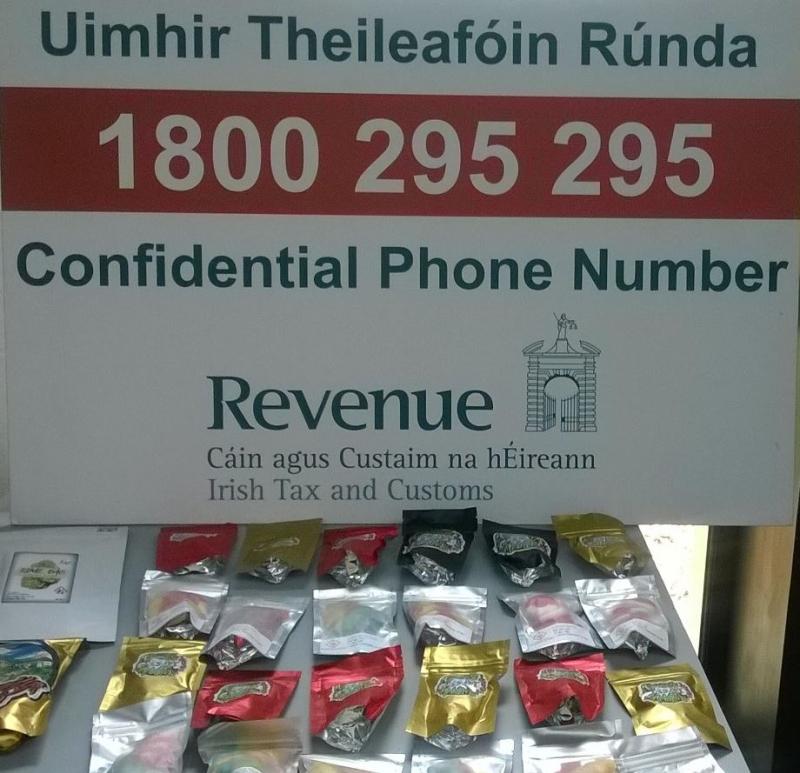 Uimhir Theileafóin Rúnda
1800 295 295
Confidential Phone Number
Revenue
Cáin agus Custaim na hÉireann
Irish Tax and Customs